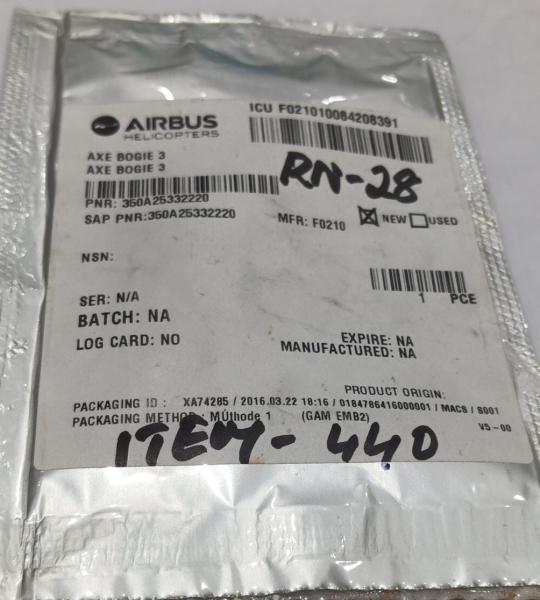 ICU F021010084208391
AIRBUS
HELICOPTERS
AXE BOGIE 3
AXE BOGIE 3
RN-28
PNR: 350A25332220
SAP PNR:350A25332220
MFR: F0210 NEW USED
NSN:
1 PCE
SER: N/A
BATCH: NA
LOG CARD: NO
EXPIRE: NA
MANUFACTURED: NA
PRODUCT ORIGIN:
PACKAGING ID : XA74285 / 2016.03.22 18:16 / 0184786416000001 / MACS / 8001
PACKAGING METHOD : MÚthode 1 (GAM EMB2)
V5-00
ITEM- 440